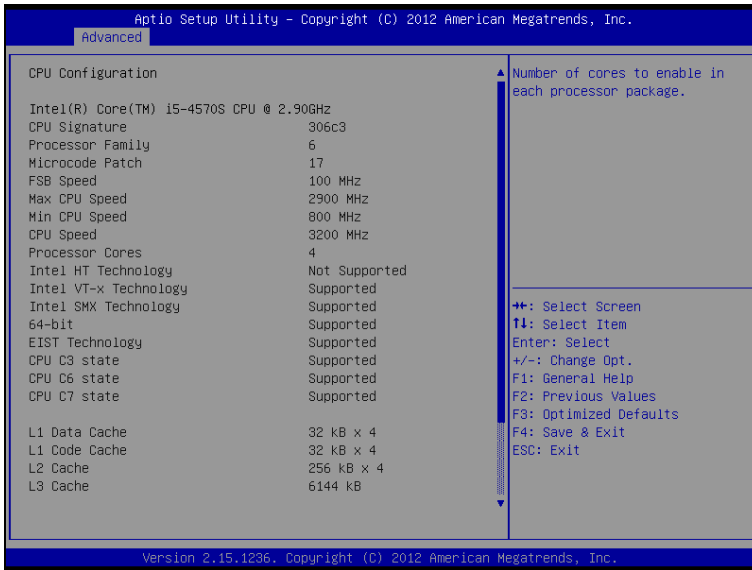 Aptio Setup Utility – Copyright (C) 2012 American Megatrends, Inc.
Advanced
CPU Configuration
Intel(R) Core(TM) i5-4570S CPU @ 2.90GHz
CPU Signature 306c3
Processor Family 6
Microcode Patch 17
FSB Speed 100 MHz
Max CPU Speed 2900 MHz
Min CPU Speed 800 MHz
CPU Speed 3200 MHz
Processor Cores 4
Intel HT Technology Not Supported
Intel VT-x Technology Supported
Intel SMX Technology Supported
64-bit Supported
EIST Technology Supported
CPU C3 state Supported
CPU C6 state Supported
CPU C7 state Supported
L1 Data Cache 32 kB x 4
L1 Code Cache 32 kB x 4
L2 Cache 256 kB x 4
L3 Cache 6144 kB
Number of cores to enable in
each processor package.
→←: Select Screen
↑↓: Select Item
Enter: Select
+/-: Change Opt.
F1: General Help
F2: Previous Values
F3: Optimized Defaults
F4: Save & Exit
ESC: Exit
Version 2.15.1236. Copyright (C) 2012 American Megatrends, Inc.